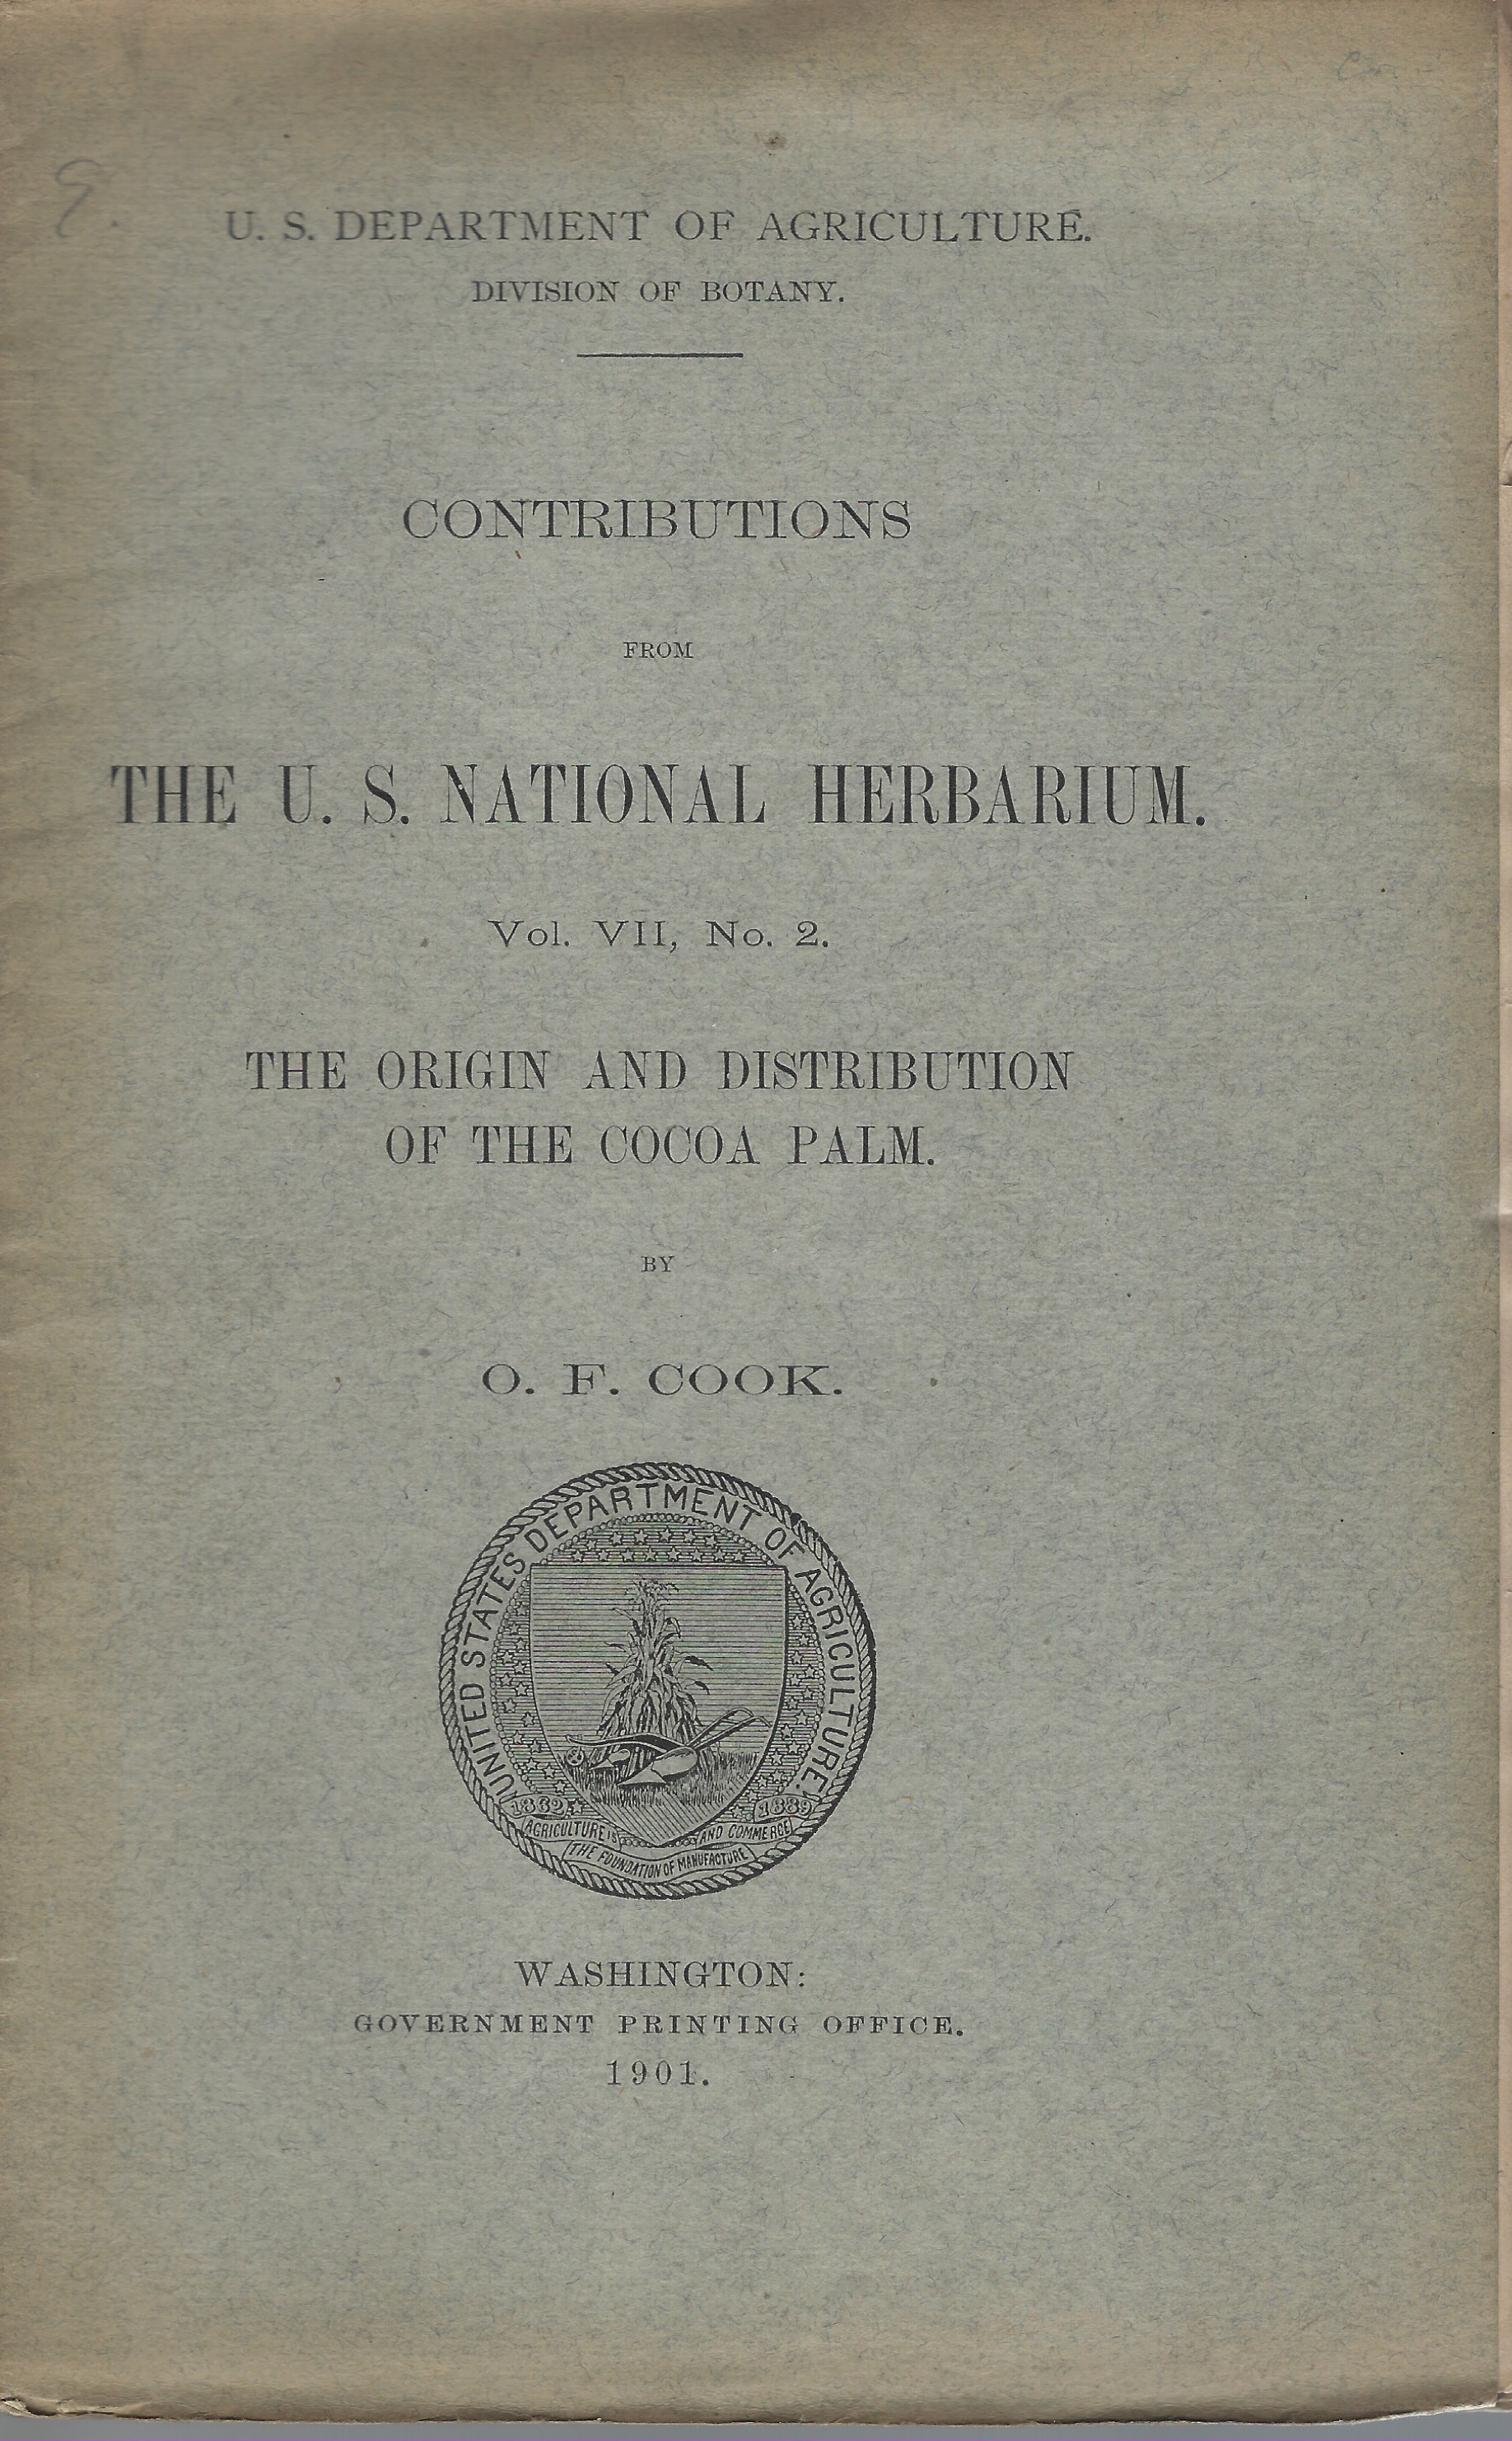 U. S. DEPARTMENT OF AGRICULTURE.
DIVISION OF BOTANY.
CONTRIBUTIONS
FROM
THE U. S. NATIONAL HERBARIUM.
Vol. VII, No. 2.
THE ORIGIN AND DISTRIBUTION
OF THE COCOA PALM.
BY
O. F. COOK.
UNITED STATES DEPARTMENT OF AGRICULTURE.
1862 1889
AGRICULTURE IS THE FOUNDATION OF MANUFACTURE AND COMMERCE
WASHINGTON:
GOVERNMENT PRINTING OFFICE.
1901.